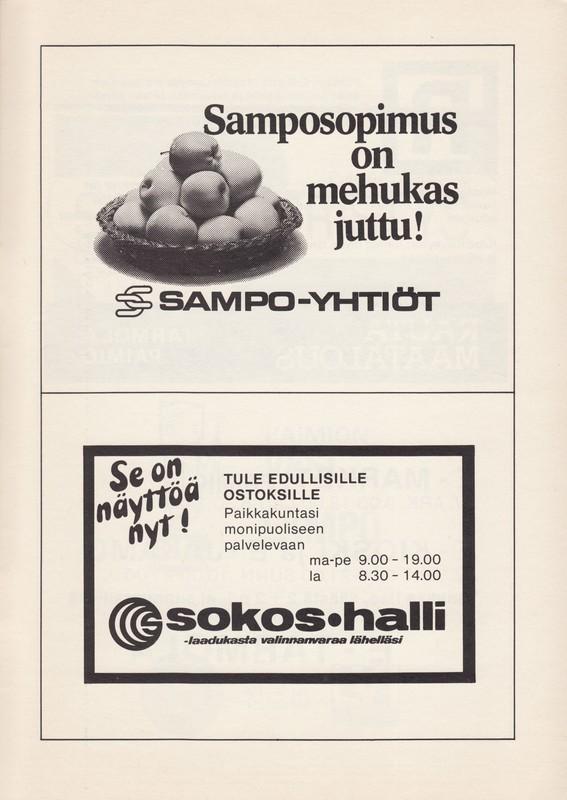 Samposopimus
on
mehukas
juttu!
SAMPO-YHTIÖT
Se on
näyttöä
nyt!
TULE EDULLISILLE
OSTOKSILLE
Paikkakuntasi
monipuoliseen
palvelevaan
ma-pe 9.00 - 19.00
la 8.30 - 14.00
sokos•halli
-laadukasta valinnanvaraa lähelläsi